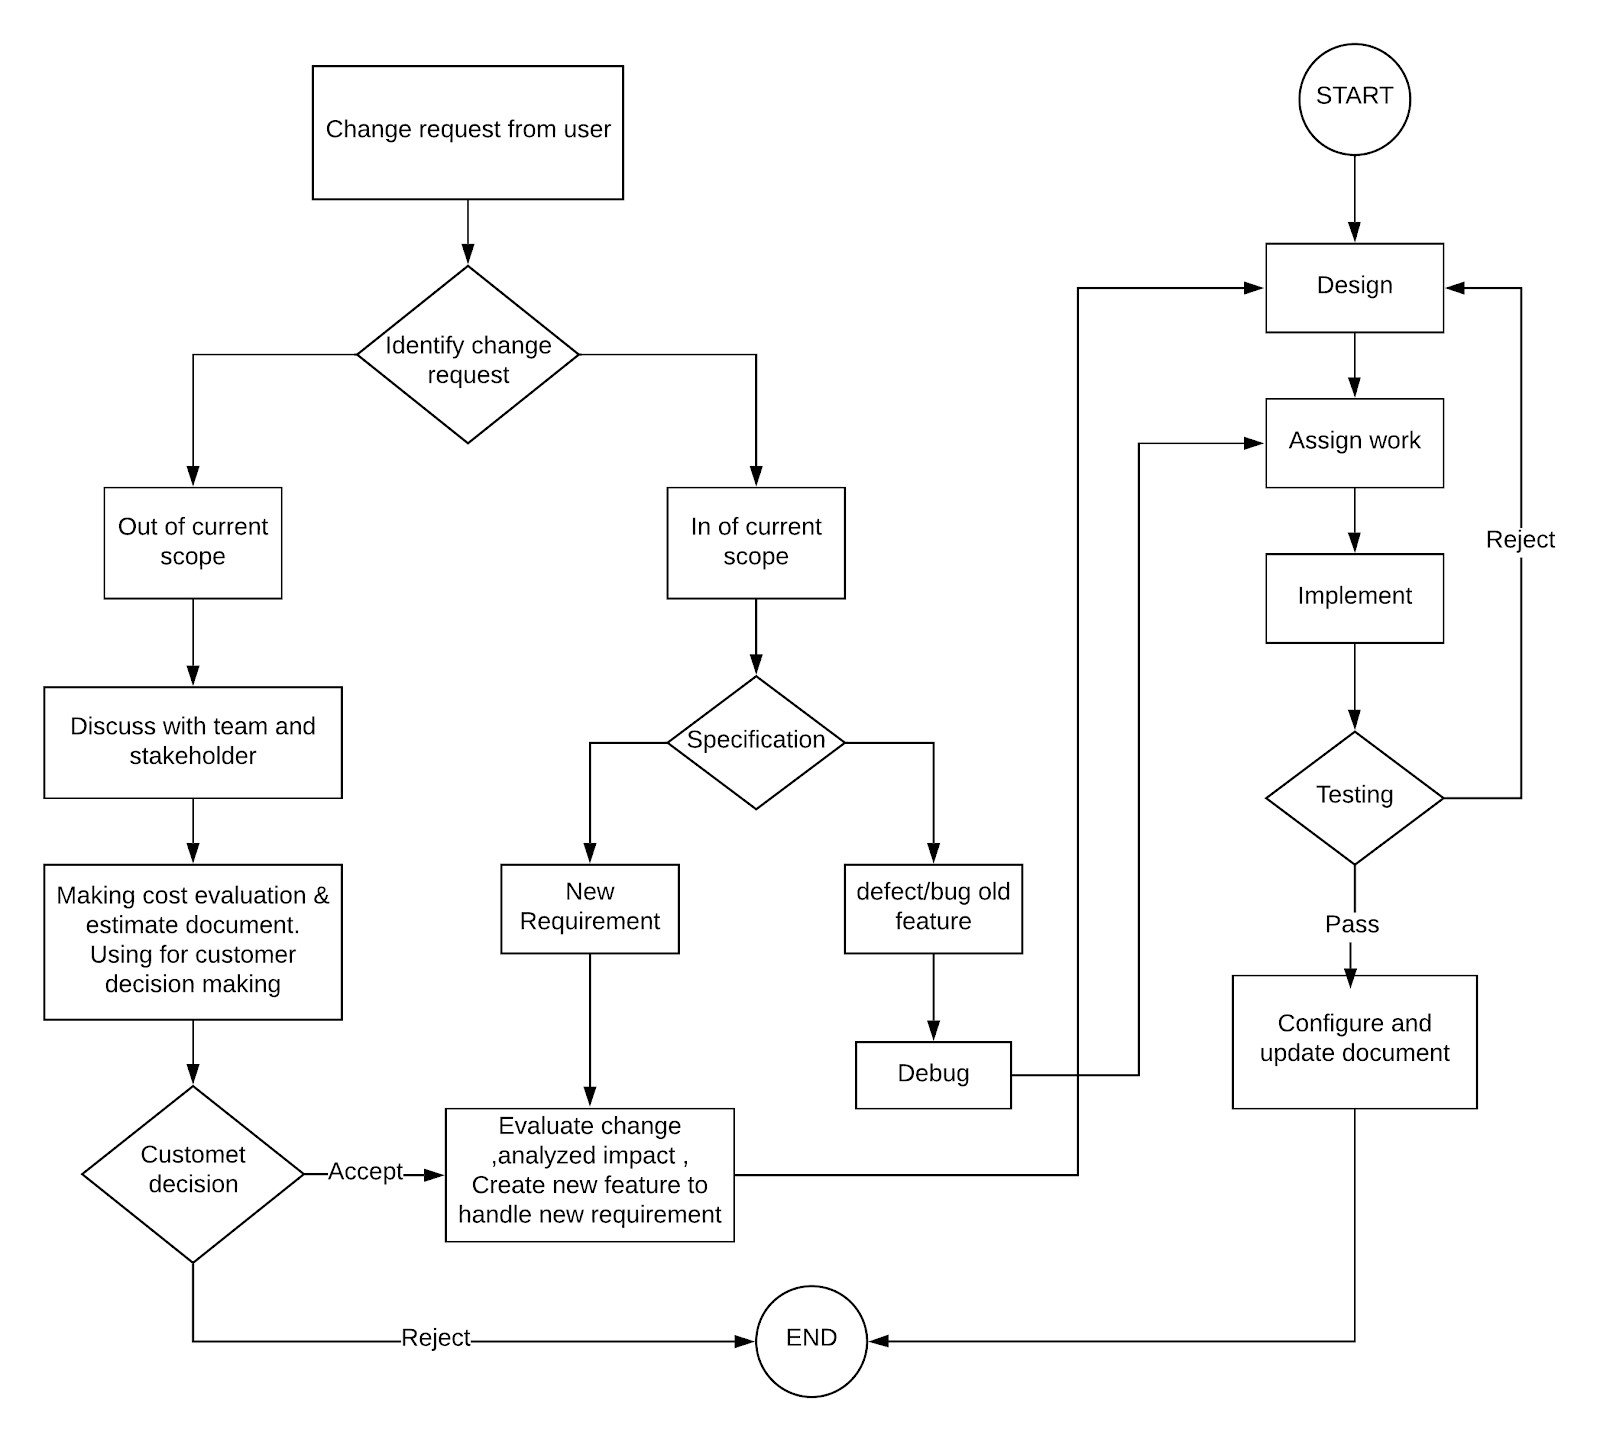 START
Change request from user
Design
Identify change
request
Assign work
Out of current
scope
In of current
scope
Reject
Implement
Discuss with team and
stakeholder
Specification
Testing
Making cost evaluation &
estimate document.
Using for customer
decision making
New
Requirement
defect/bug old
feature
Pass
Configure and
update document
Debug
Customet
decision
Accept
Evaluate change
,analyzed impact ,
Create new feature to
handle new requirement
Reject
END